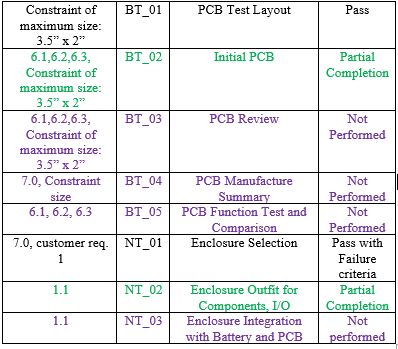 Constraint of maximum size: 3.5” x 2” BT_01 PCB Test Layout Pass
6.1,6.2,6.3, Constraint of maximum size: 3.5” x 2” BT_02 Initial PCB Partial Completion
6.1,6.2,6.3, Constraint of maximum size: 3.5” x 2” BT_03 PCB Review Not Performed
7.0, Constraint size BT_04 PCB Manufacture Summary Not Performed
6.1, 6.2, 6.3 BT_05 PCB Function Test and Comparison Not Performed
7.0, customer req. 1 NT_01 Enclosure Selection Pass with Failure criteria
1.1 NT_02 Enclosure Outfit for Components, I/O Partial Completion
1.1 NT_03 Enclosure Integration with Battery and PCB Not performed